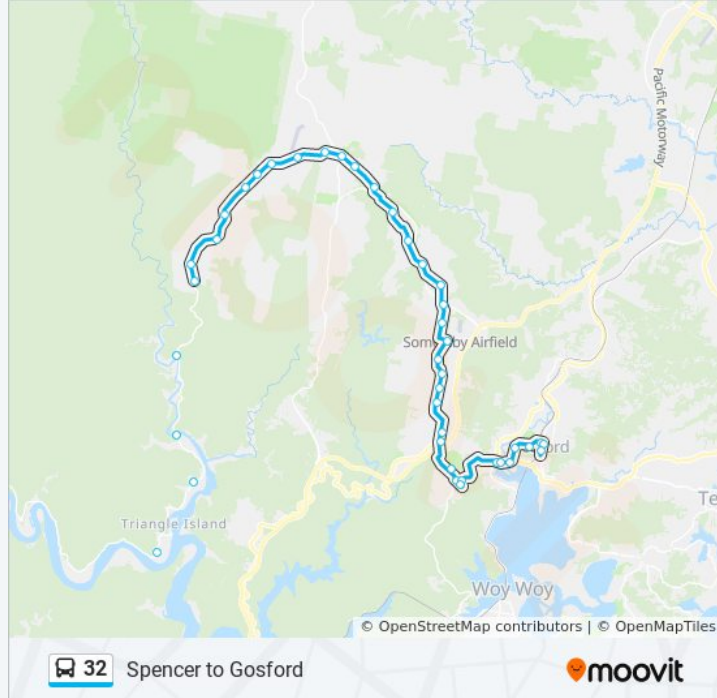 Pacific Motorway
Somersby Airfield
Gosford
Triangle Island
Te
Woy Woy
© OpenStreetMap contributors | © OpenMapTiles
32 Spencer to Gosford
moovit